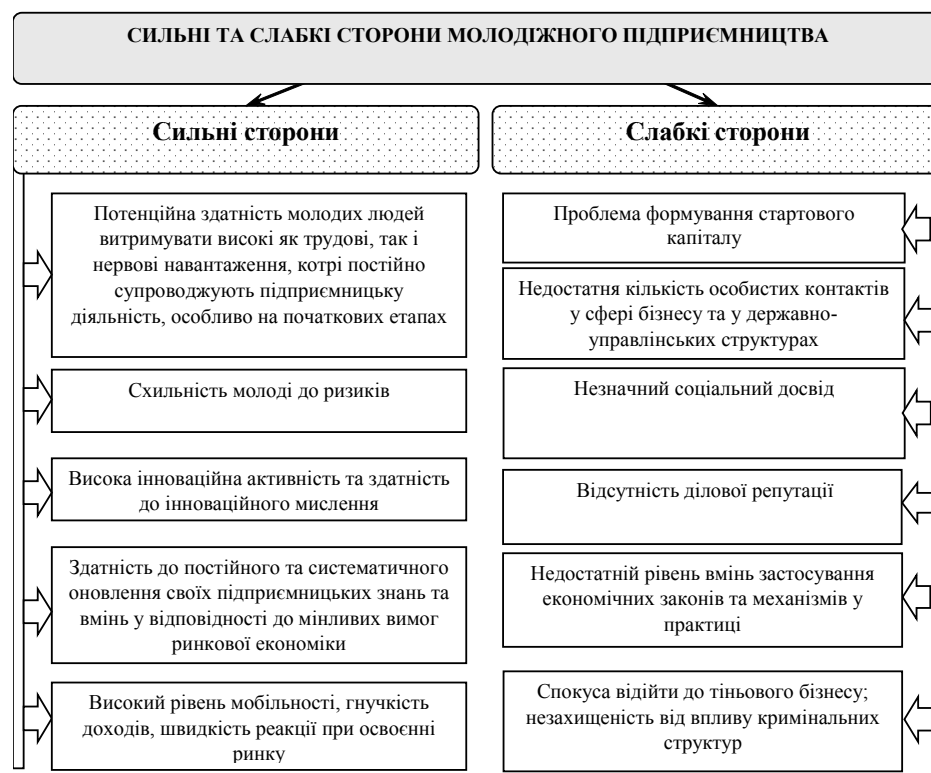 СИЛЬНІ ТА СЛАБКІ СТОРОНИ МОЛОДІЖНОГО ПІДПРИЄМНИЦТВА
Сильні сторони
Потенційна здатність молодих людей
витримувати високі як трудові, так і
нервові навантаження, котрі постійно
супроводжують підприємницьку
діяльність, особливо на початкових етапах
Схильність молоді до ризиків
Висока інноваційна активність та здатність
до інноваційного мислення
Здатність до постійного та систематичного
оновлення своїх підприємницьких знань та
вмінь у відповідності до мінливих вимог
ринкової економіки
Високий рівень мобільності, гнучкість
доходів, швидкість реакції при освоєнні
ринку
Слабкі сторони
Проблема формування стартового
капіталу
Недостатня кількість особистих контактів
у сфері бізнесу та у державно-
управлінських структурах
Незначний соціальний досвід
Відсутність ділової репутації
Недостатній рівень вмінь застосування
економічних законів та механізмів у
практиці
Спокуса відійти до тіньового бізнесу;
незахищеність від впливу кримінальних
структур